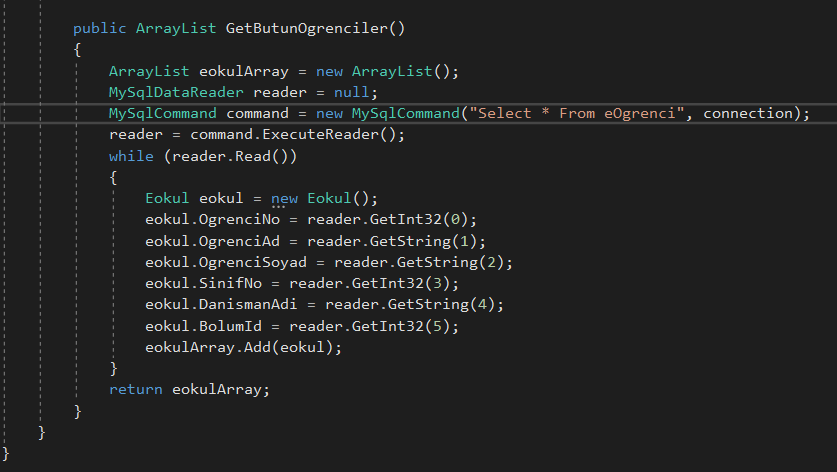 public ArrayList GetButunOgrenciler()
{
ArrayList eokulArray = new ArrayList();
MySqlDataReader reader = null;
MySqlCommand command = new MySqlCommand("Select * From eOgrenci", connection);
reader = command.ExecuteReader();
while (reader.Read())
{
Eokul eokul = new Eokul();
eokul.OgrenciNo = reader.GetInt32(0);
eokul.OgrenciAd = reader.GetString(1);
eokul.OgrenciSoyad = reader.GetString(2);
eokul.SinifNo = reader.GetInt32(3);
eokul.DanismanAdi = reader.GetString(4);
eokul.BolumId = reader.GetInt32(5);
eokulArray.Add(eokul);
}
return eokulArray;
}
}
}